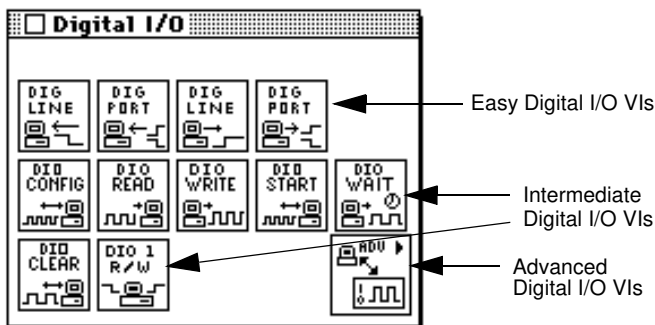 Digital I/O
DIG LINE
DIG PORT
DIG LINE
DIG PORT
Easy Digital I/O VIs
DIO CONFIG
DIO READ
DIO WRITE
DIO START
DIO WAIT
Intermediate
Digital I/O VIs
DIO CLEAR
DIO 1 R/W
ADV
Advanced
Digital I/O VIs